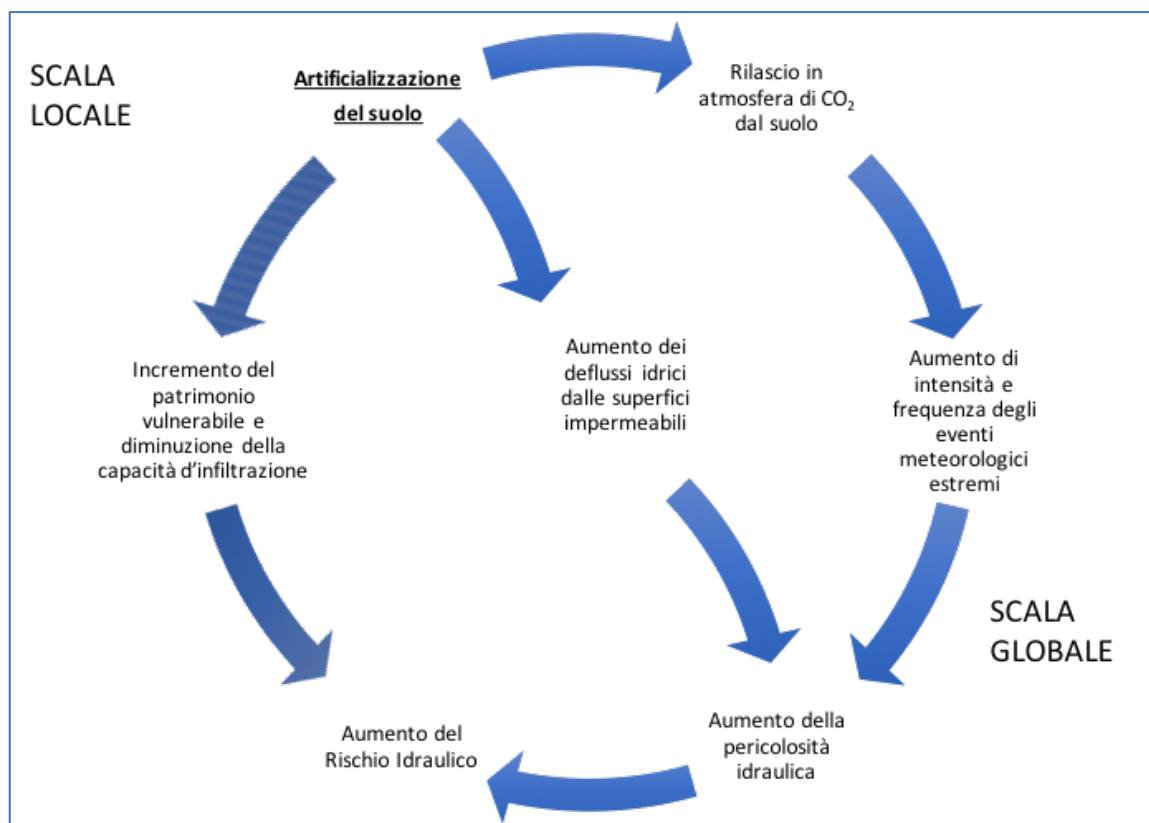 SCALA
LOCALE
Artificializzazione
del suolo
Rilascio in
atmosfera di CO₂
dal suolo
Incremento del
patrimonio
vulnerabile e
diminuzione della
capacità d'infiltrazione
Aumento dei
deflussi idrici
dalle superfici
impermeabili
Aumento di
intensità e
frequenza degli
eventi
meteorologici
estremi
SCALA
GLOBALE
Aumento del
Rischio Idraulico
Aumento della
pericolosità
idraulica